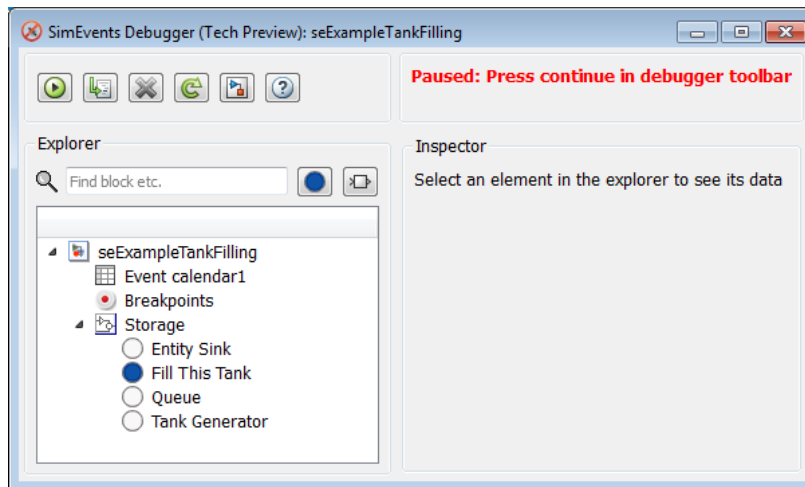 SimEvents Debugger (Tech Preview): seExampleTankFilling
Paused: Press continue in debugger toolbar
Explorer
Find block etc.
seExampleTankFilling
Event calendar1
Breakpoints
Storage
Entity Sink
Fill This Tank
Queue
Tank Generator
Inspector
Select an element in the explorer to see its data